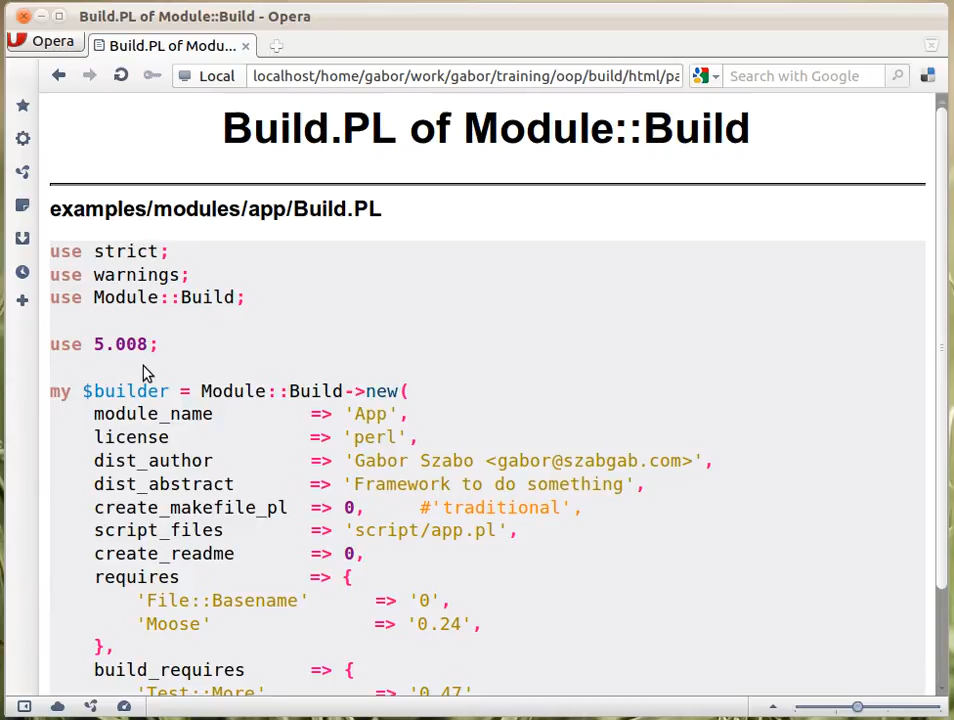 Build.PL of Module::Build - Opera
Opera
Build.PL of Modu...
Local
localhost/home/gabor/work/gabor/training/oop/build/html/pa
Search with Google
Build.PL of Module::Build
examples/modules/app/Build.PL
use strict;
use warnings;
use Module::Build;
use 5.008;
my $builder = Module::Build->new(
module_name => 'App',
license => 'perl',
dist_author => 'Gabor Szabo <gabor@szabgab.com>',
dist_abstract => 'Framework to do something',
create_makefile_pl => 0, #'traditional',
script_files => 'script/app.pl',
create_readme => 0,
requires => {
'File::Basename' => '0',
'Moose' => '0.24',
},
build_requires => {
'Test::More' => '0.47'